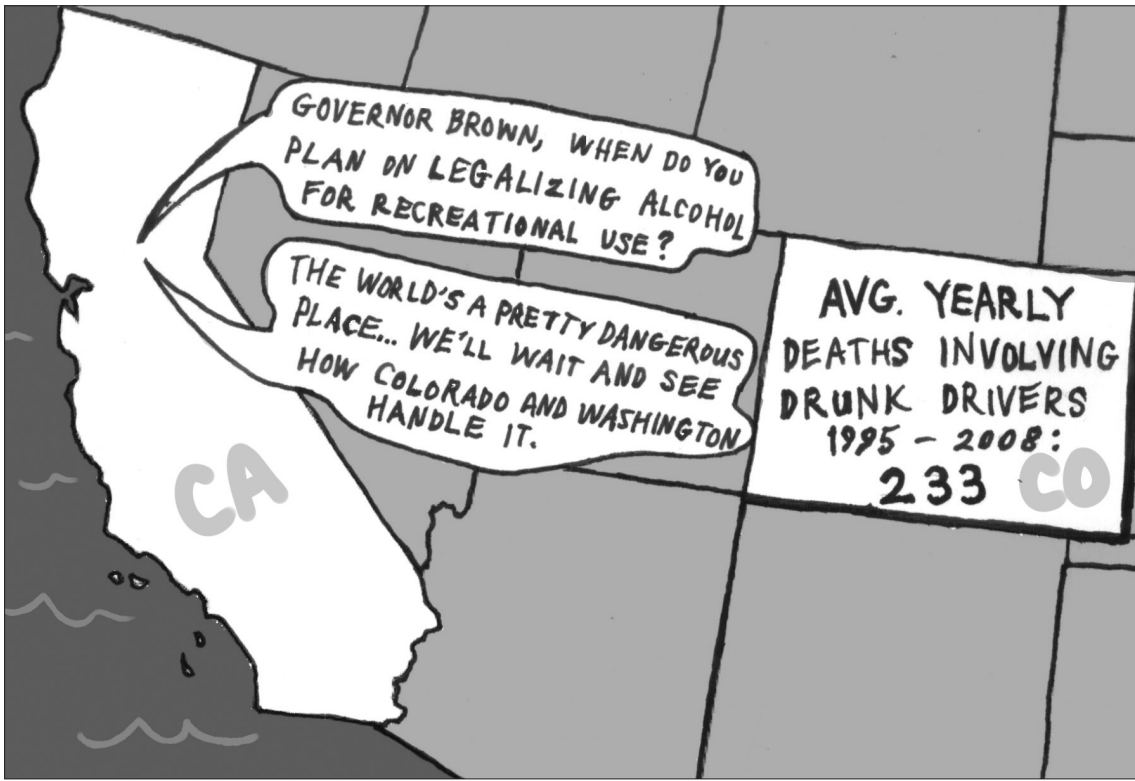 GOVERNOR BROWN, WHEN DO YOU
PLAN ON LEGALIZING ALCOHOL
FOR RECREATIONAL USE?
THE WORLD'S A PRETTY DANGEROUS
PLACE... WE'LL WAIT AND SEE
HOW COLORADO AND WASHINGTON
HANDLE IT.
AVG. YEARLY
DEATHS INVOLVING
DRUNK DRIVERS
1995 - 2008:
233
CO
CA